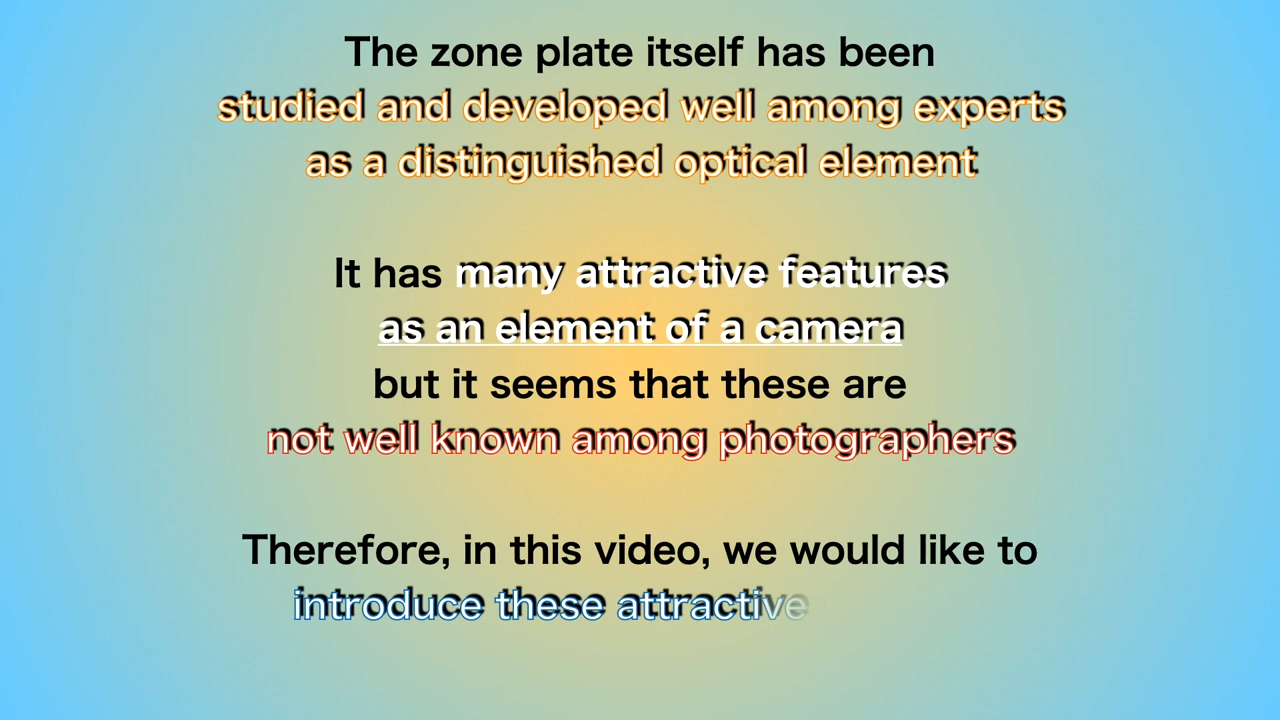 The zone plate itself has been
studied and developed well among experts
as a distinguished optical element
It has many attractive features
as an element of a camera
but it seems that these are
not well known among photographers
Therefore, in this video, we would like to
introduce these attractive